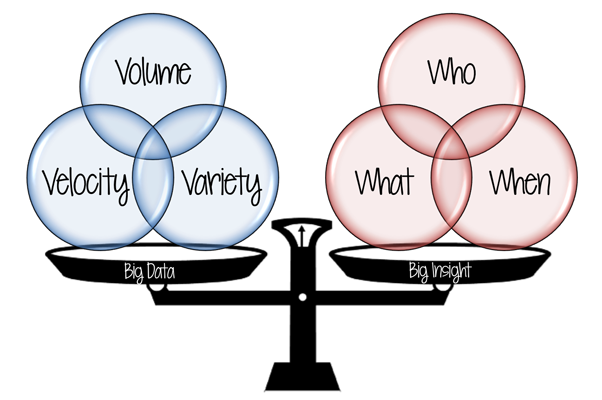 Volume
Velocity
Variety
Big Data
Who
What
When
Big Insight